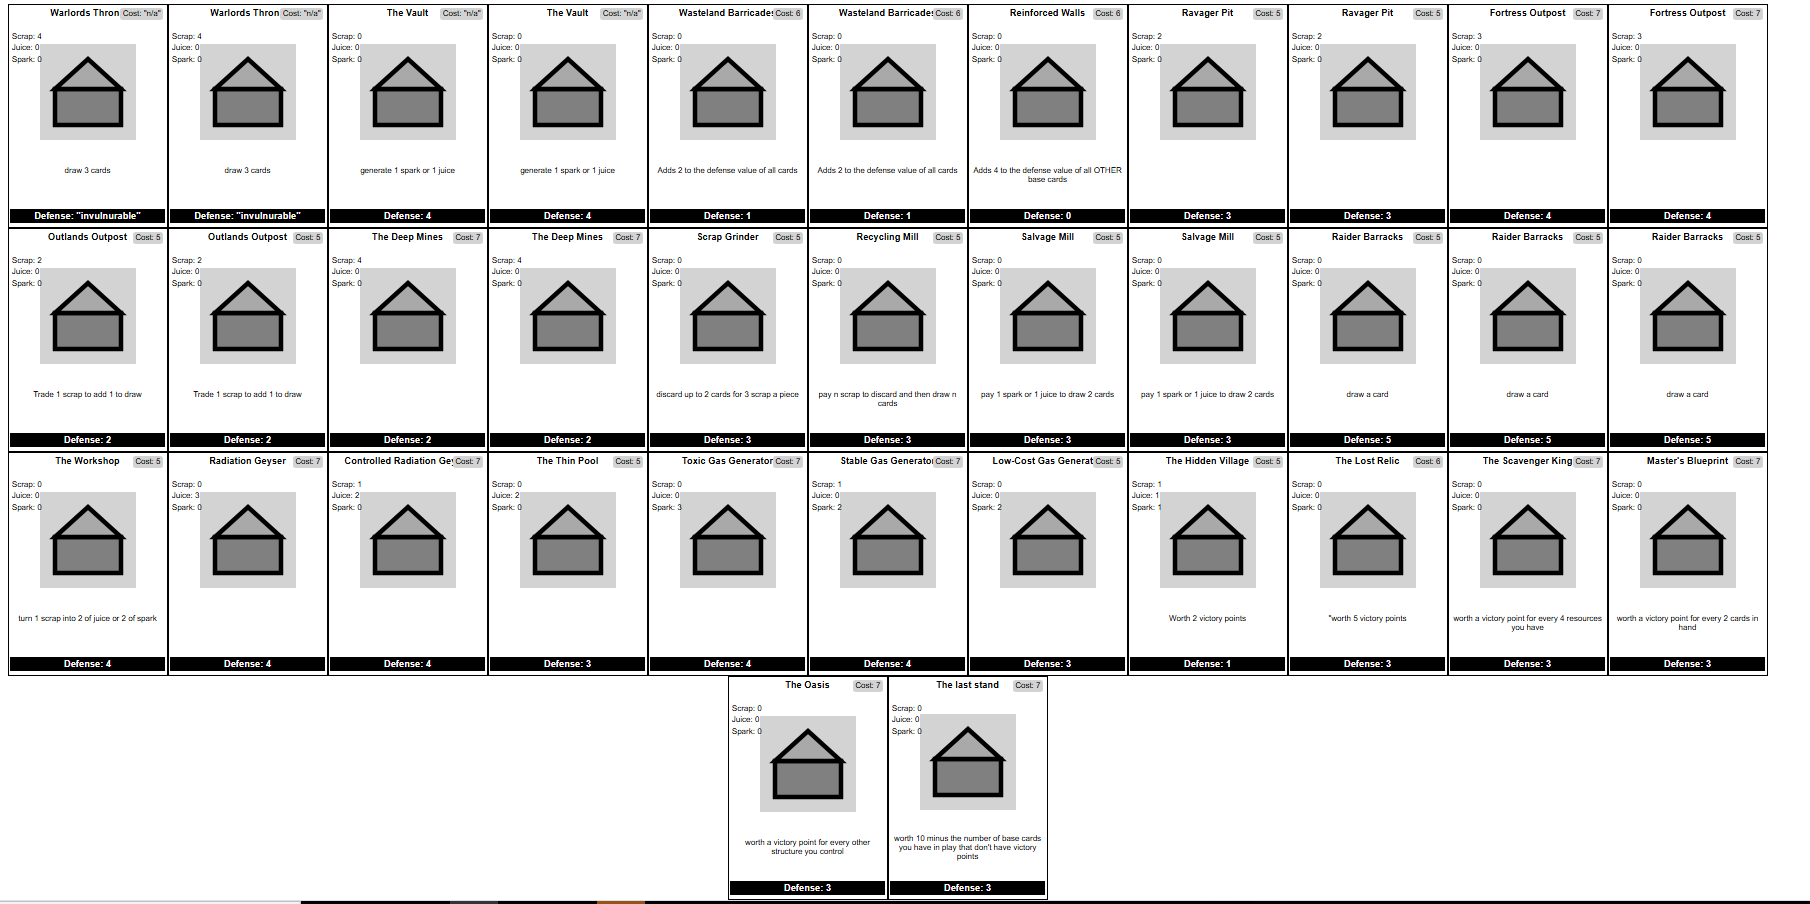 Warlords Thron Cost: "n/a"
Scrap: 4
Juice: 0
Spark: 0
draw 3 cards
Defense: "invulnurable"
Warlords Thron Cost: "n/a"
Scrap: 4
Juice: 0
Spark: 0
draw 3 cards
Defense: "invulnurable"
The Vault Cost: "n/a"
Scrap: 0
Juice: 0
Spark: 0
generate 1 spark or 1 juice
Defense: 4
The Vault Cost: "n/a"
Scrap: 0
Juice: 0
Spark: 0
generate 1 spark or 1 juice
Defense: 4
Wasteland Barricades Cost: 6
Scrap: 0
Juice: 0
Spark: 0
Adds 2 to the defense value of all cards
Defense: 1
Wasteland Barricades Cost: 6
Scrap: 0
Juice: 0
Spark: 0
Adds 2 to the defense value of all cards
Defense: 1
Reinforced Walls Cost: 6
Scrap: 0
Juice: 0
Spark: 0
Adds 4 to the defense value of all OTHER
base cards
Defense: 0
Ravager Pit Cost: 5
Scrap: 2
Juice: 0
Spark: 0
Defense: 3
Ravager Pit Cost: 5
Scrap: 2
Juice: 0
Spark: 0
Defense: 3
Fortress Outpost Cost: 7
Scrap: 3
Juice: 0
Spark: 0
Defense: 4
Fortress Outpost Cost: 7
Scrap: 3
Juice: 0
Spark: 0
Defense: 4
Outlands Outpost Cost: 5
Scrap: 2
Juice: 0
Spark: 0
Trade 1 scrap to add 1 to draw
Defense: 2
Outlands Outpost Cost: 5
Scrap: 2
Juice: 0
Spark: 0
Trade 1 scrap to add 1 to draw
Defense: 2
The Deep Mines Cost: 7
Scrap: 4
Juice: 0
Spark: 0
Defense: 2
The Deep Mines Cost: 7
Scrap: 4
Juice: 0
Spark: 0
Defense: 2
Scrap Grinder Cost: 5
Scrap: 0
Juice: 0
Spark: 0
discard up to 2 cards for 3 scrap a piece
Defense: 3
Recycling Mill Cost: 5
Scrap: 0
Juice: 0
Spark: 0
pay n scrap to discard and then draw n
cards
Defense: 3
Salvage Mill Cost: 5
Scrap: 0
Juice: 0
Spark: 0
pay 1 spark or 1 juice to draw 2 cards
Defense: 3
Salvage Mill Cost: 5
Scrap: 0
Juice: 0
Spark: 0
pay 1 spark or 1 juice to draw 2 cards
Defense: 3
Raider Barracks Cost: 5
Scrap: 0
Juice: 0
Spark: 0
draw a card
Defense: 5
Raider Barracks Cost: 5
Scrap: 0
Juice: 0
Spark: 0
draw a card
Defense: 5
Raider Barracks Cost: 5
Scrap: 0
Juice: 0
Spark: 0
draw a card
Defense: 5
The Workshop Cost: 5
Scrap: 0
Juice: 0
Spark: 0
turn 1 scrap into 2 of juice or 2 of spark
Defense: 4
Radiation Geyser Cost: 7
Scrap: 0
Juice: 3
Spark: 0
Defense: 4
Controlled Radiation Gey Cost: 7
Scrap: 1
Juice: 2
Spark: 0
Defense: 4
The Thin Pool Cost: 5
Scrap: 0
Juice: 2
Spark: 0
Defense: 3
Toxic Gas Generator Cost: 7
Scrap: 0
Juice: 0
Spark: 3
Defense: 4
Stable Gas Generator Cost: 7
Scrap: 1
Juice: 0
Spark: 2
Defense: 4
Low-Cost Gas Generat Cost: 5
Scrap: 0
Juice: 0
Spark: 2
Defense: 3
The Hidden Village Cost: 5
Scrap: 1
Juice: 1
Spark: 1
Worth 2 victory points
Defense: 1
The Lost Relic Cost: 6
Scrap: 0
Juice: 0
Spark: 0
"worth 5 victory points
Defense: 3
The Scavenger King Cost: 7
Scrap: 0
Juice: 0
Spark: 0
worth a victory point for every 4 resources
you have
Defense: 3
Master's Blueprint Cost: 7
Scrap: 0
Juice: 0
Spark: 0
worth a victory point for every 2 cards in
hand
Defense: 3
The Oasis Cost: 7
Scrap: 0
Juice: 0
Spark: 0
worth a victory point for every other
structure you control
Defense: 3
The last stand Cost: 7
Scrap: 0
Juice: 0
Spark: 0
worth 10 minus the number of base cards
you have in play that don't have victory
points
Defense: 3